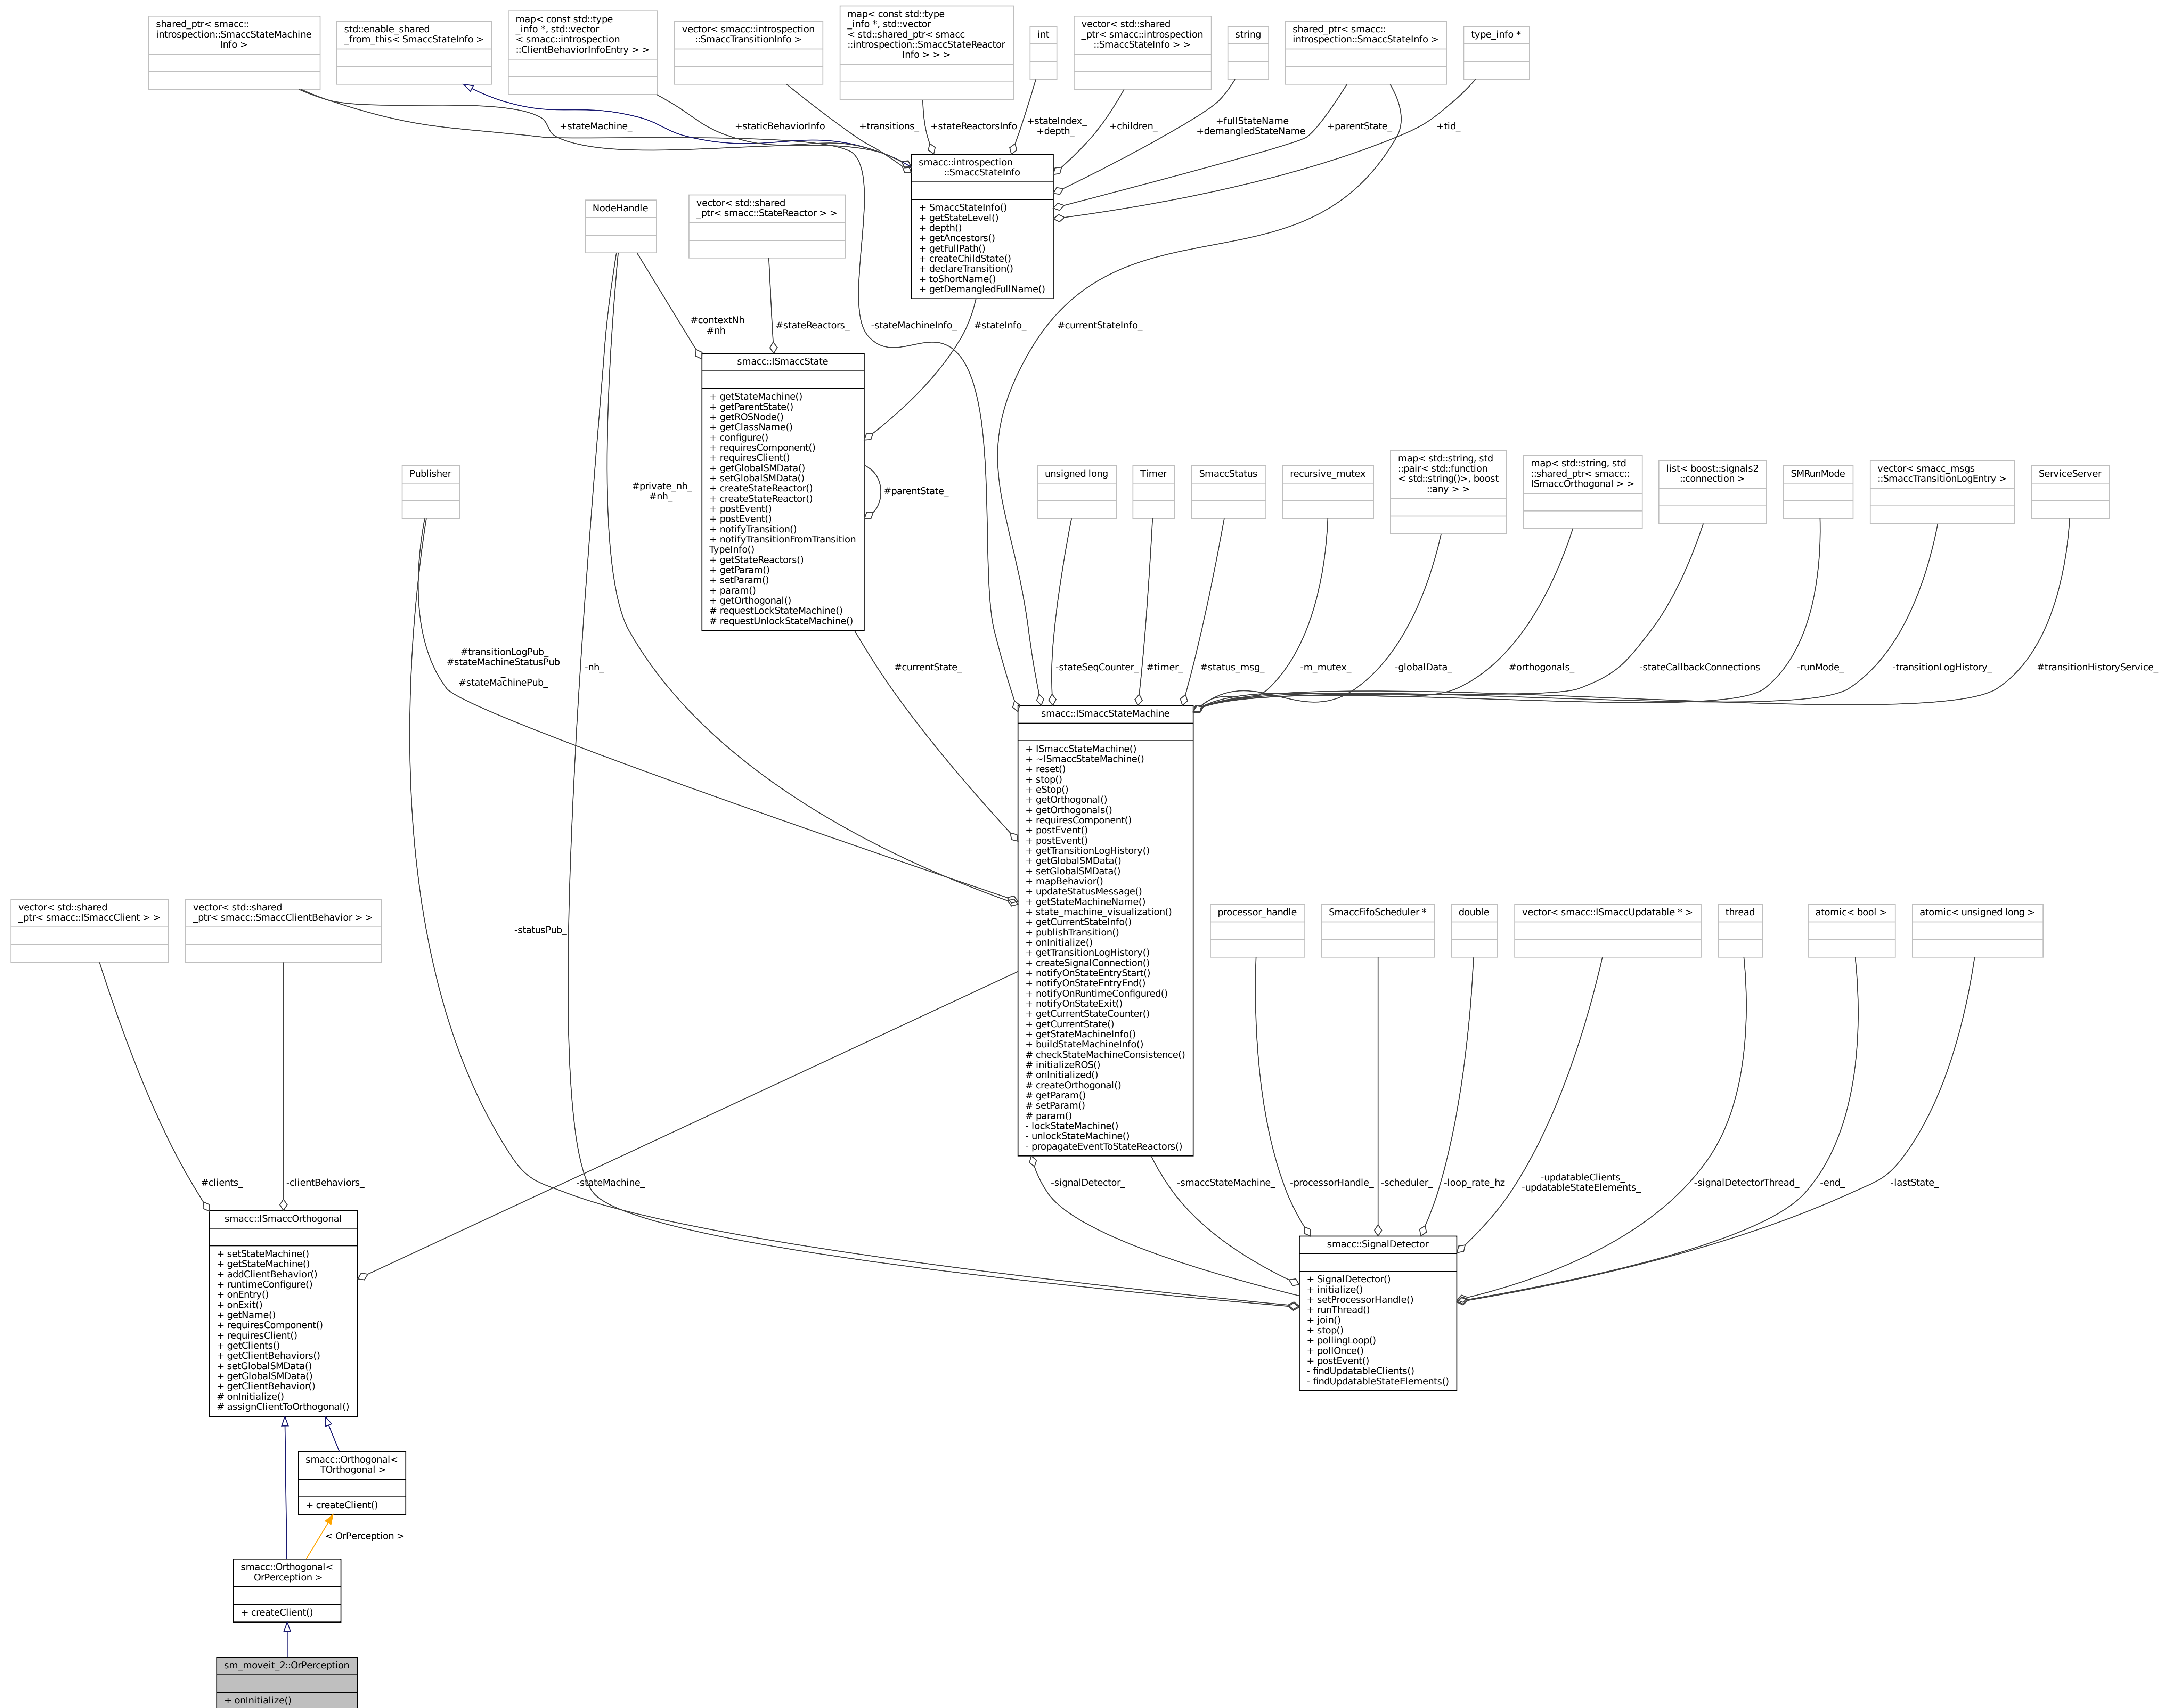 shared_ptr< smacc::
introspection::SmaccStateMachine
Info >
std::enable_shared
_from_this< SmaccStateInfo >
map< const std::type
_info *, std::vector
< smacc::introspection
::ClientBehaviorInfoEntry > >
vector< smacc::introspection
::SmaccTransitionInfo >
map< const std::type
_info *, std::vector
< std::shared_ptr< smacc
::introspection::SmaccStateReactor
Info > > >
int
vector< std::shared
_ptr< smacc::introspection
::SmaccStateInfo > >
string
shared_ptr< smacc::
introspection::SmaccStateInfo >
type_info *
+stateMachine_
+staticBehaviorInfo
+transitions_
+stateReactorsInfo
+stateIndex_
+depth_
+children_
+fullStateName
+demangledStateName
+parentState_
+tid_
smacc::introspection
::SmaccStateInfo
+ SmaccStateInfo()
+ getStateLevel()
+ depth()
+ getAncestors()
+ getFullPath()
+ createChildState()
+ declareTransition()
+ toShortName()
+ getDemangledFullName()
NodeHandle
vector< std::shared
_ptr< smacc::StateReactor > >
#contextNh
#nh
#stateReactors_
-stateMachineInfo_
#stateInfo_
#currentStateInfo_
smacc::ISmaccState
+ getStateMachine()
+ getParentState()
+ getROSNode()
+ getClassName()
+ configure()
+ requiresComponent()
+ requiresClient()
+ getGlobalSMData()
+ setGlobalSMData()
+ createStateReactor()
+ createStateReactor()
+ postEvent()
+ postEvent()
+ notifyTransition()
+ notifyTransitionFromTransition
TypeInfo()
+ getStateReactors()
+ getParam()
+ setParam()
+ param()
+ getOrthogonal()
# requestLockStateMachine()
# requestUnlockStateMachine()
#parentState_
#private_nh_
#nh_
Publisher
unsigned long
Timer
SmaccStatus
recursive_mutex
map< std::string, std
::pair< std::function
< std::string()>, boost
::any > >
map< std::string, std
::shared_ptr< smacc::
ISmaccOrthogonal > >
list< boost::signals2
::connection >
SMRunMode
vector< smacc_msgs
::SmaccTransitionLogEntry >
ServiceServer
#transitionLogPub_
#stateMachineStatusPub
_
#stateMachinePub_
-nh_
#currentState_
-stateSeqCounter_
#timer_
#status_msg_
-m_mutex_
-globalData_
#orthogonals_
-stateCallbackConnections
-runMode_
-transitionLogHistory_
#transitionHistoryService_
smacc::ISmaccStateMachine
+ ISmaccStateMachine()
+ ~ISmaccStateMachine()
+ reset()
+ stop()
+ eStop()
+ getOrthogonal()
+ getOrthogonals()
+ requiresComponent()
+ postEvent()
+ postEvent()
+ getTransitionLogHistory()
+ getGlobalSMData()
+ setGlobalSMData()
+ mapBehavior()
+ updateStatusMessage()
+ getStateMachineName()
+ state_machine_visualization()
+ getCurrentStateInfo()
+ publishTransition()
+ onInitialize()
+ getTransitionLogHistory()
+ createSignalConnection()
+ notifyOnStateEntryStart()
+ notifyOnStateEntryEnd()
+ notifyOnRuntimeConfigured()
+ notifyOnStateExit()
+ getCurrentStateCounter()
+ getCurrentState()
+ getStateMachineInfo()
+ buildStateMachineInfo()
# checkStateMachineConsistence()
# initializeROS()
# onInitialized()
# createOrthogonal()
# getParam()
# setParam()
# param()
- lockStateMachine()
- unlockStateMachine()
- propagateEventToStateReactors()
vector< std::shared
_ptr< smacc::ISmaccClient > >
vector< std::shared
_ptr< smacc::SmaccClientBehavior > >
-statusPub_
processor_handle
SmaccFifoScheduler *
double
vector< smacc::ISmaccUpdatable * >
thread
atomic< bool >
atomic< unsigned long >
#clients_
-clientBehaviors_
-stateMachine_
-signalDetector_
-smaccStateMachine_
-processorHandle_
-scheduler_
-loop_rate_hz
-updatableClients_
-updatableStateElements_
-signalDetectorThread_
-end_
-lastState_
smacc::ISmaccOrthogonal
+ setStateMachine()
+ getStateMachine()
+ addClientBehavior()
+ runtimeConfigure()
+ onEntry()
+ onExit()
+ getName()
+ requiresComponent()
+ requiresClient()
+ getClients()
+ getClientBehaviors()
+ setGlobalSMData()
+ getGlobalSMData()
+ getClientBehavior()
# onInitialize()
# assignClientToOrthogonal()
smacc::SignalDetector
+ SignalDetector()
+ initialize()
+ setProcessorHandle()
+ runThread()
+ join()
+ stop()
+ pollingLoop()
+ pollOnce()
+ postEvent()
- findUpdatableClients()
- findUpdatableStateElements()
smacc::Orthogonal<
TOrthogonal >
+ createClient()
< OrPerception >
smacc::Orthogonal<
OrPerception >
+ createClient()
sm_moveit_2::OrPerception
+ onInitialize()